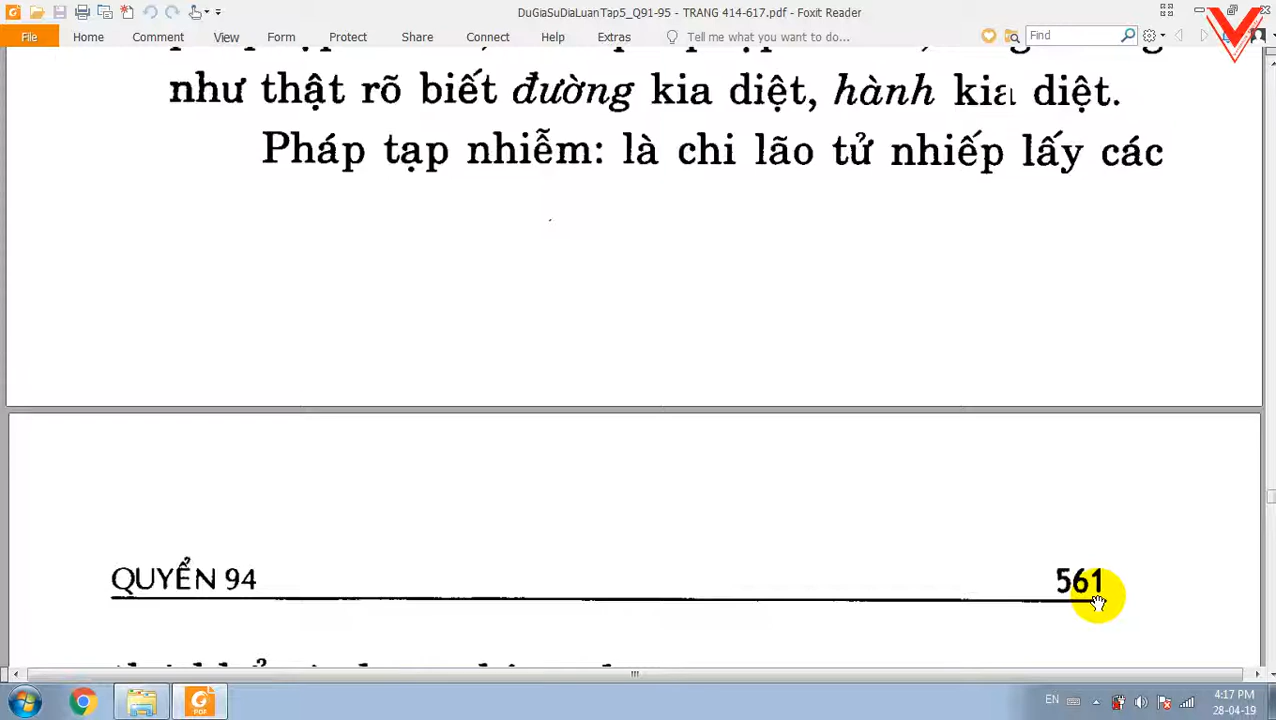 DuGiaSuDiaLuanTap5_Q91-95 - TRANG 414-617.pdf - Foxit Reader
File Home Comment View Form Protect Share Connect Help Extras Tell me what you want to do... Find
như thật rõ biết đường kia diệt, hành kia diệt.
Pháp tạp nhiễm: là chi lão tử nhiếp lấy các
QUYỂN 94 561
EN 4:17 PM
28-04-19